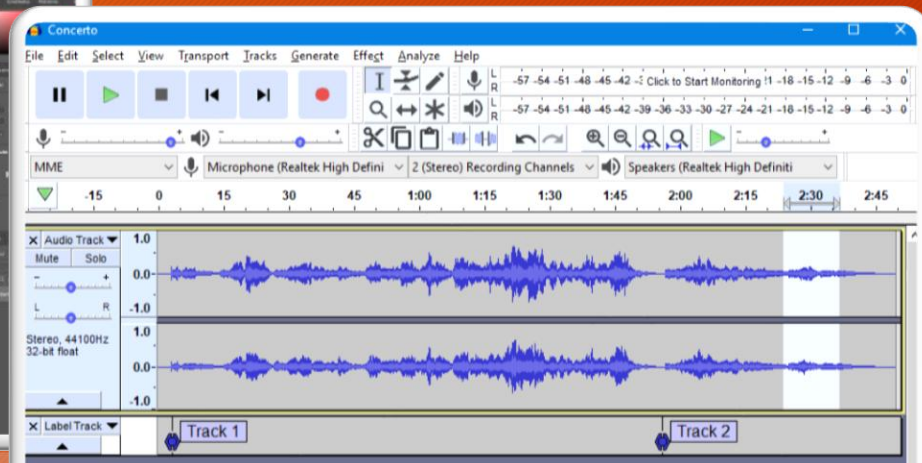 Concerto
File Edit Select View Transport Tracks Generate Effect Analyze Help
L R -57 -54 -51 -48 -45 -42 -3 Click to Start Monitoring !1 -18 -15 -12 -9 -6 -3 0
L R -57 -54 -51 -48 -45 -42 -39 -36 -33 -30 -27 -24 -21 -18 -15 -12 -9 -6 -3 0
MME Microphone (Realtek High Defini 2 (Stereo) Recording Channels Speakers (Realtek High Definiti
-15 0 15 30 45 1:00 1:15 1:30 1:45 2:00 2:15 2:30 2:45
X Audio Track 1.0
Mute Solo
- + 0.0
L R -1.0
Stereo, 44100Hz 1.0
32-bit float
0.0
-1.0
X Label Track Track 1 Track 2